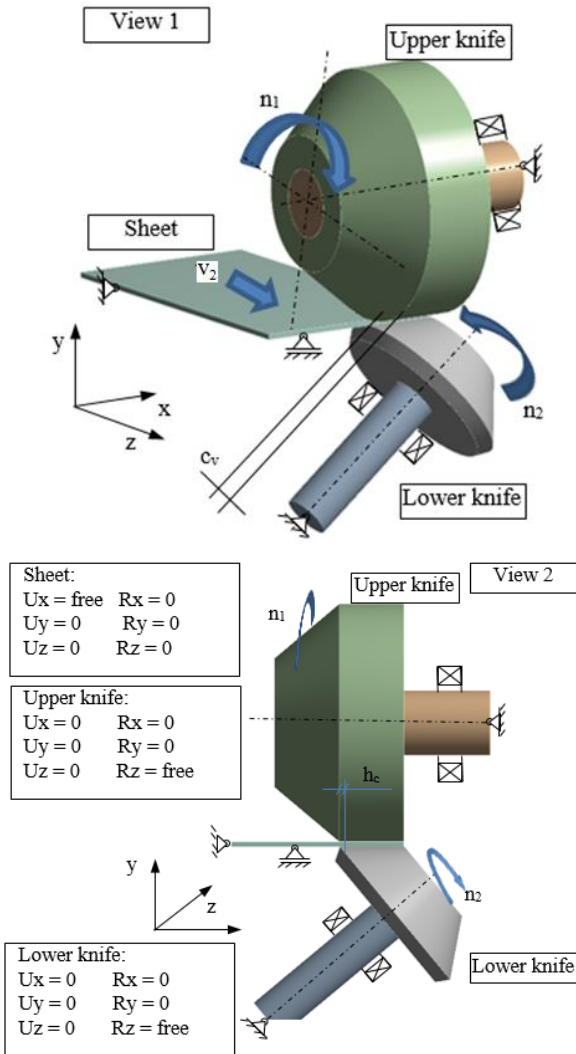 View 1
Upper knife
n1
Sheet
v2
y
x
z
n2
cv
Lower knife
Sheet:
Ux = free Rx = 0
Uy = 0 Ry = 0
Uz = 0 Rz = 0
Upper knife
View 2
n1
Upper knife:
Ux = 0 Rx = 0
Uy = 0 Ry = 0
Uz = 0 Rz = free
hc
y
z
n2
Lower knife:
Ux = 0 Rx = 0
Uy = 0 Ry = 0
Uz = 0 Rz = free
Lower knife